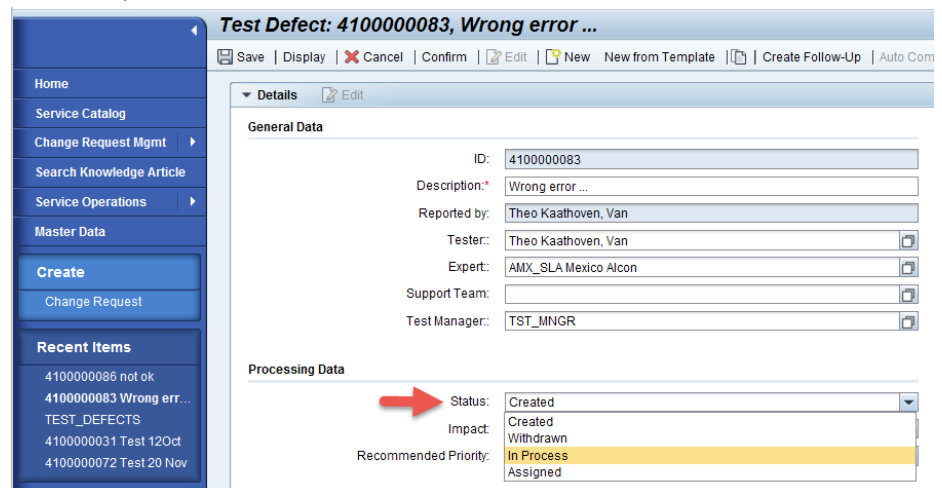 Test Defect: 4100000083, Wrong error ...
Save | Display | Cancel | Confirm | Edit | New New from Template | | Create Follow-Up | Auto Com
Home
Service Catalog
Change Request Mgmt
Search Knowledge Article
Service Operations
Master Data
Create
Change Request
Recent Items
4100000086 not ok
4100000083 Wrong err...
TEST_DEFECTS
4100000031 Test 12Oct
4100000072 Test 20 Nov
Details Edit
General Data
ID: 4100000083
Description:* Wrong error ...
Reported by: Theo Kaathoven, Van
Tester:: Theo Kaathoven, Van
Expert:: AMX_SLA Mexico Alcon
Support Team:
Test Manager:: TST_MNGR
Processing Data
Status: Created
Impact: Created
Withdrawn
Recommended Priority: In Process
Assigned